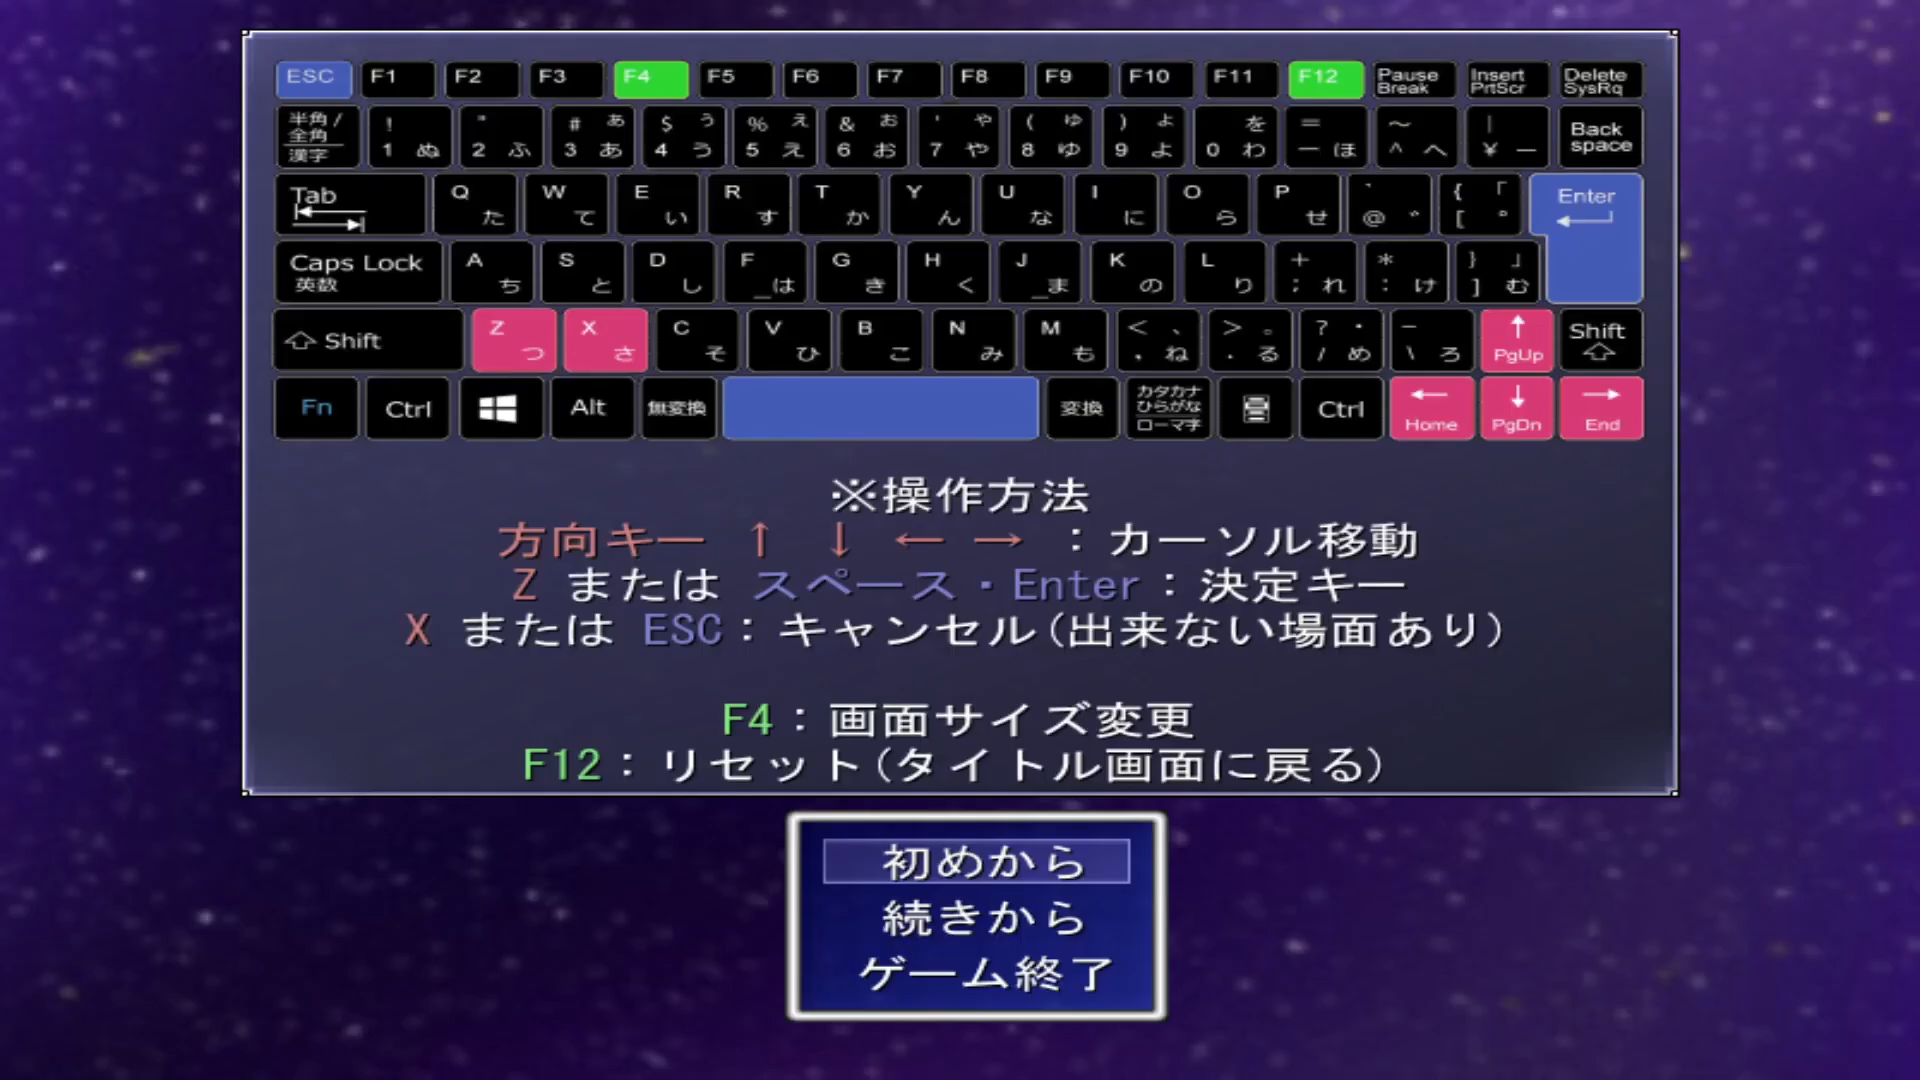 ESC F1 F2 F3 F4 F5 F6 F7 F8 F9 F10 F11 F12 Pause Break Insert PrtScr Delete SysRq
半角/全角 漢字 ! 1 ぬ " 2 ふ # 3 ぁ あ $ 4 ぅ う % 5 ぇ え & 6 ぉ お ' 7 ゃ や ( 8 ゅ ゆ ) 9 ょ よ 0 を わ = ー ほ ～ ^ へ | ¥ ー Back space
Tab Q た W て E い R す T か Y ん U な I に O ら P せ ` @ ゛ { 「 [ ゜ Enter
Caps Lock 英数 A ち S と D し F は G き H く J ま K の L り + ; れ * : け } 」 ] む
Shift Z つ X さ C そ V ひ B こ N み M も < 、 , ね > 。 . る ? ・ / め _ \ ろ ↑ PgUp Shift
Fn Ctrl Alt 無変換 変換 カタカナ ひらがな ローマ字 Ctrl ← Home ↓ PgDn → End
※操作方法
方向キー ↑ ↓ ← → ：カーソル移動
Z または スペース・Enter：決定キー
X または ESC：キャンセル(出来ない場面あり)
F4：画面サイズ変更
F12：リセット(タイトル画面に戻る)
初めから
続きから
ゲーム終了